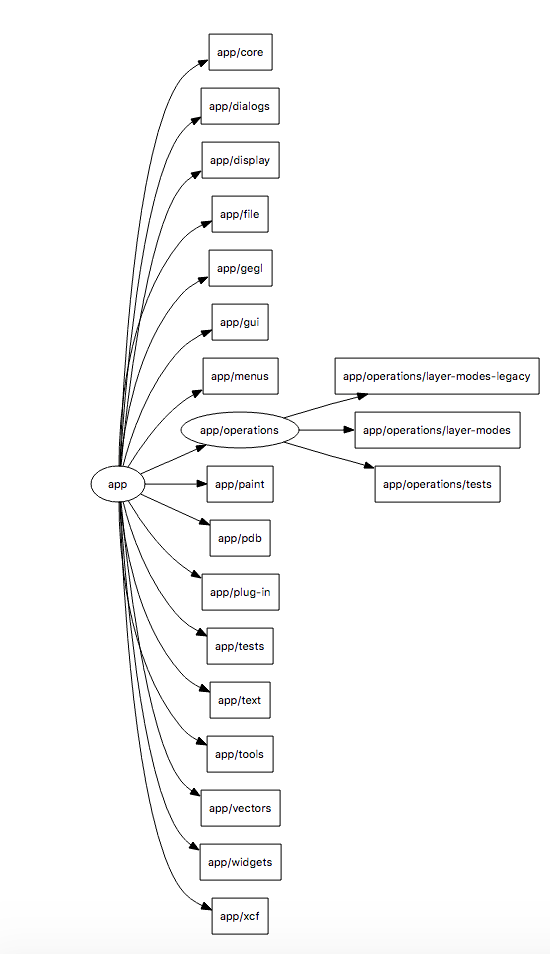 app/core
app/dialogs
app/display
app/file
app/gegl
app/gui
app/menus
app/operations/layer-modes-legacy
app/operations
app/operations/layer-modes
app
app/paint
app/operations/tests
app/pdb
app/plug-in
app/tests
app/text
app/tools
app/vectors
app/widgets
app/xcf